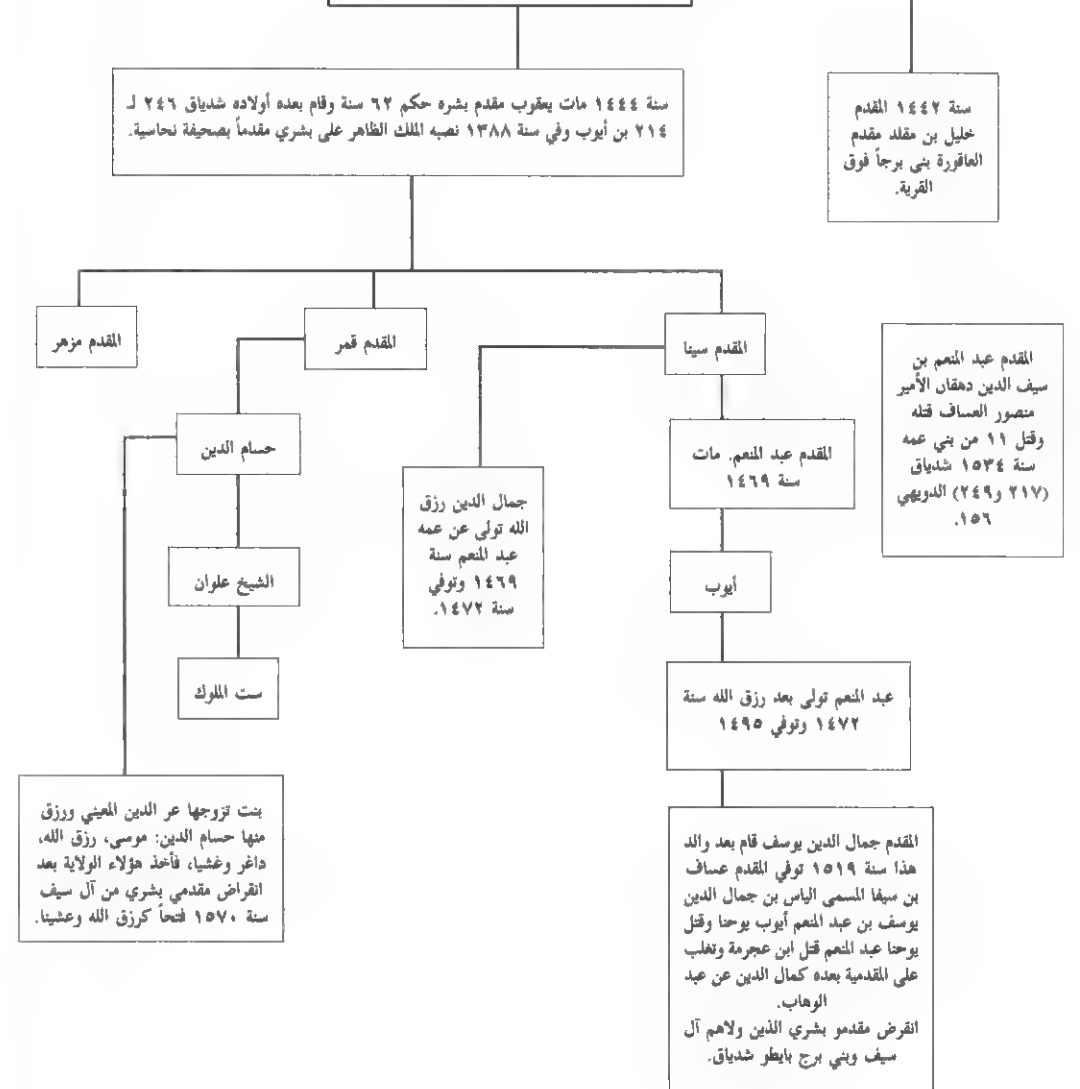 سنة ١٤٤٤ مات يعقوب مقدم بشره حكم ٦٢ سنة وقام بعده أولاده شدياق ٢٤٦ لـ
٢١٤ بن أيوب وفي سنة ١٣٨٨ نصبه الملك الظاهر على بشري مقدماً بصحيفة نحاسية.
سنة ١٤٤٢ المقدم
خليل بن مقلد مقدم
العاقورة بنى برجاً فوق
القرية.
المقدم سينا
المقدم قمر
المقدم مزهر
المقدم عبد المنعم بن
سيف الدين دهقان الأمير
منصور العساف قتله
وقتل ١١ من بني عمه
سنة ١٥٣٤ شدياق
(٢١٧ و٢٤٩) الدويهي
١٥٦.
المقدم عبد المنعم. مات
سنة ١٤٦٩
حسام الدين
جمال الدين رزق
الله تولى عن عمه
عبد المنعم سنة
١٤٦٩ وتوفي
سنة ١٤٧٢.
أيوب
الشيخ علوان
ست الملوك
عبد المنعم تولى بعد رزق الله سنة
١٤٧٢ وتوفي ١٤٩٥
بنت تزوجها عر الدين المعيني ورزق
منها حسام الدين: موسى، رزق الله،
داغر وغشيا، فأخذ هؤلاء الولاية بعد
انقراض مقدمي بشري من آل سيف
سنة ١٥٧٠ فتحاً كرزق الله وعشينا.
المقدم جمال الدين يوسف قام بعد والد
هذا سنة ١٥١٩ توفي المقدم عساف
بن سيفا المسمى الياس بن جمال الدين
يوسف بن عبد المنعم أيوب يوحنا وقتل
يوحنا عبد المنعم قتل ابن عجرمة وتغلب
على المقدمية بعده كمال الدين عن عبد
الوهاب.
انقرض مقدمو بشري الذين ولاهم آل
سيف وبني برج بايطو شدياق.